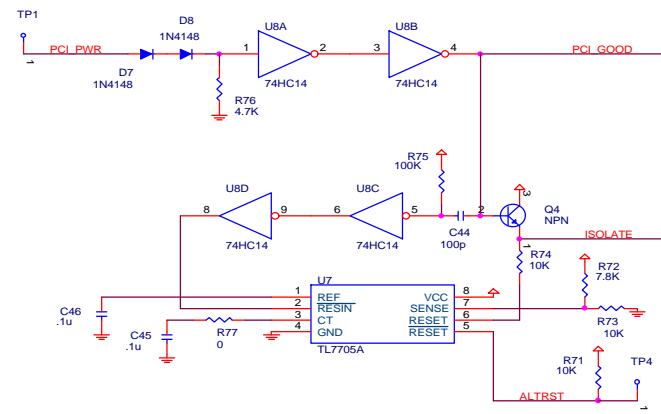 TP1
1
PCI_PWR
D7
1N4148
D8
1N4148
R76
4.7K
U8A
1
2
74HC14
U8B
3
4
74HC14
PCI_GOOD
R75
100K
U8D
8
9
74HC14
U8C
6
5
74HC14
C44
100p
2
3
1
Q4
NPN
ISOLATE
R74
10K
R72
7.8K
R73
10K
U7
1
REF
2
RESIN
3
CT
4
GND
VCC
8
SENSE
7
RESET
6
RESET
5
TL7705A
C46
.1u
C45
.1u
R77
0
R71
10K
TP4
1
ALTRST